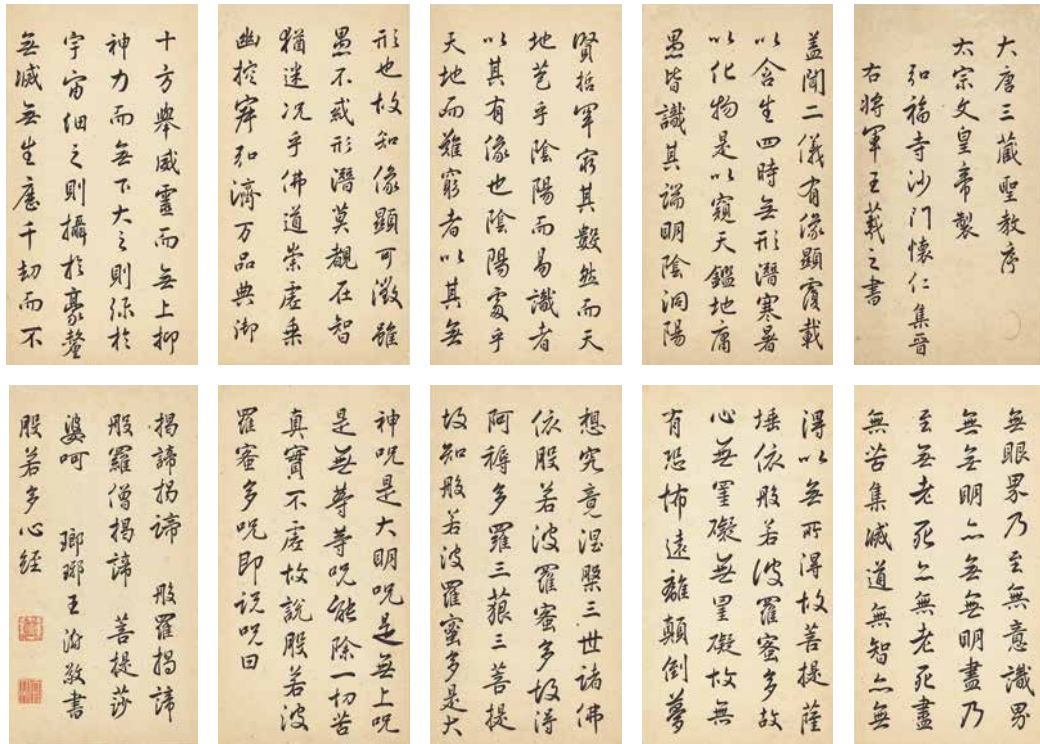 大唐三藏聖教序
太宗文皇帝製
弘福寺沙門懷仁集晉
右將軍王羲之書
蓋聞二儀有像顯覆載
以含生四時無形潛寒暑
以化物是以窺天鑑地庸
愚皆識其端明陰洞陽
賢哲罕窮其數然而天
地苞乎陰陽而易識者
以其有像也陰陽處乎
天地而難窮者以其無
形也故知像顯可徵雖
愚不惑形潛莫覩在智
猶迷况乎佛道崇虛乘
幽控寂弘濟万品典御
十方舉威靈而無上抑
神力而無下大之則彌於
宇宙細之則攝於豪釐
無滅無生歷千劫而不
無眼界乃至無意識界
無無明亦無無明盡乃
至無老死亦無老死盡
無苦集滅道無智亦無
得以無所得故菩提薩
埵依般若波羅蜜多故
心無罣礙無罣礙故無
有恐怖遠離顛倒夢
想究竟涅槃三世諸佛
依般若波羅蜜多故得
阿耨多羅三藐三菩提
故知般若波羅蜜多是大
神咒是大明咒是無上咒
是無等等咒能除一切苦
真實不虛故說般若波
羅蜜多咒即說咒曰
揭諦揭諦 般羅揭諦
般羅僧揭諦 菩提莎
婆呵 瑯琊王澍敬書
般若多心經